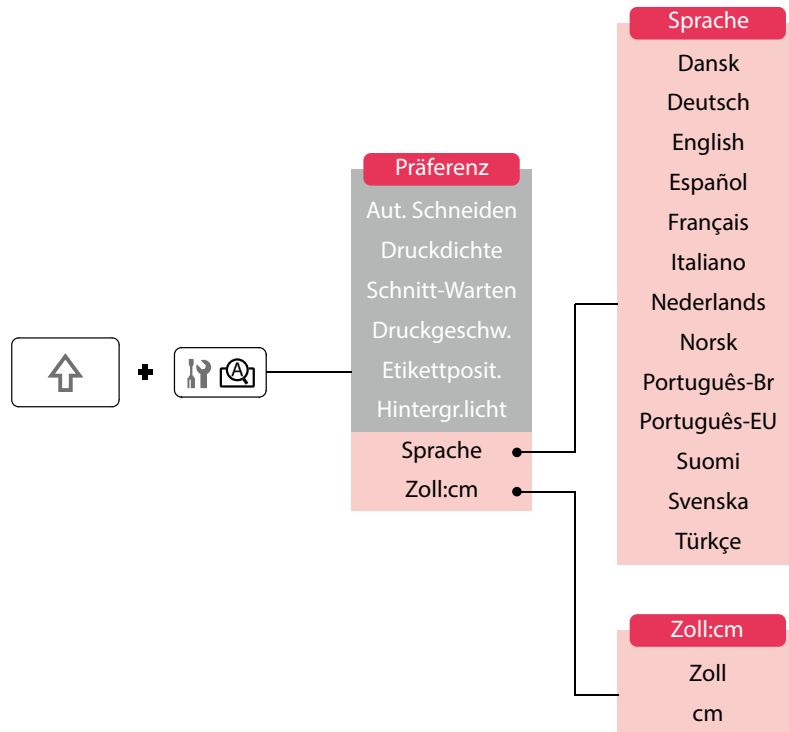 A
Präferenz
Aut. Schneiden
Druckdichte
Schnitt-Warten
Druckgeschw.
Etikettposit.
Hintergr.licht
Sprache
Zoll:cm
Sprache
Dansk
Deutsch
English
Español
Français
Italiano
Nederlands
Norsk
Português-Br
Português-EU
Suomi
Svenska
Türkçe
Zoll:cm
Zoll
cm